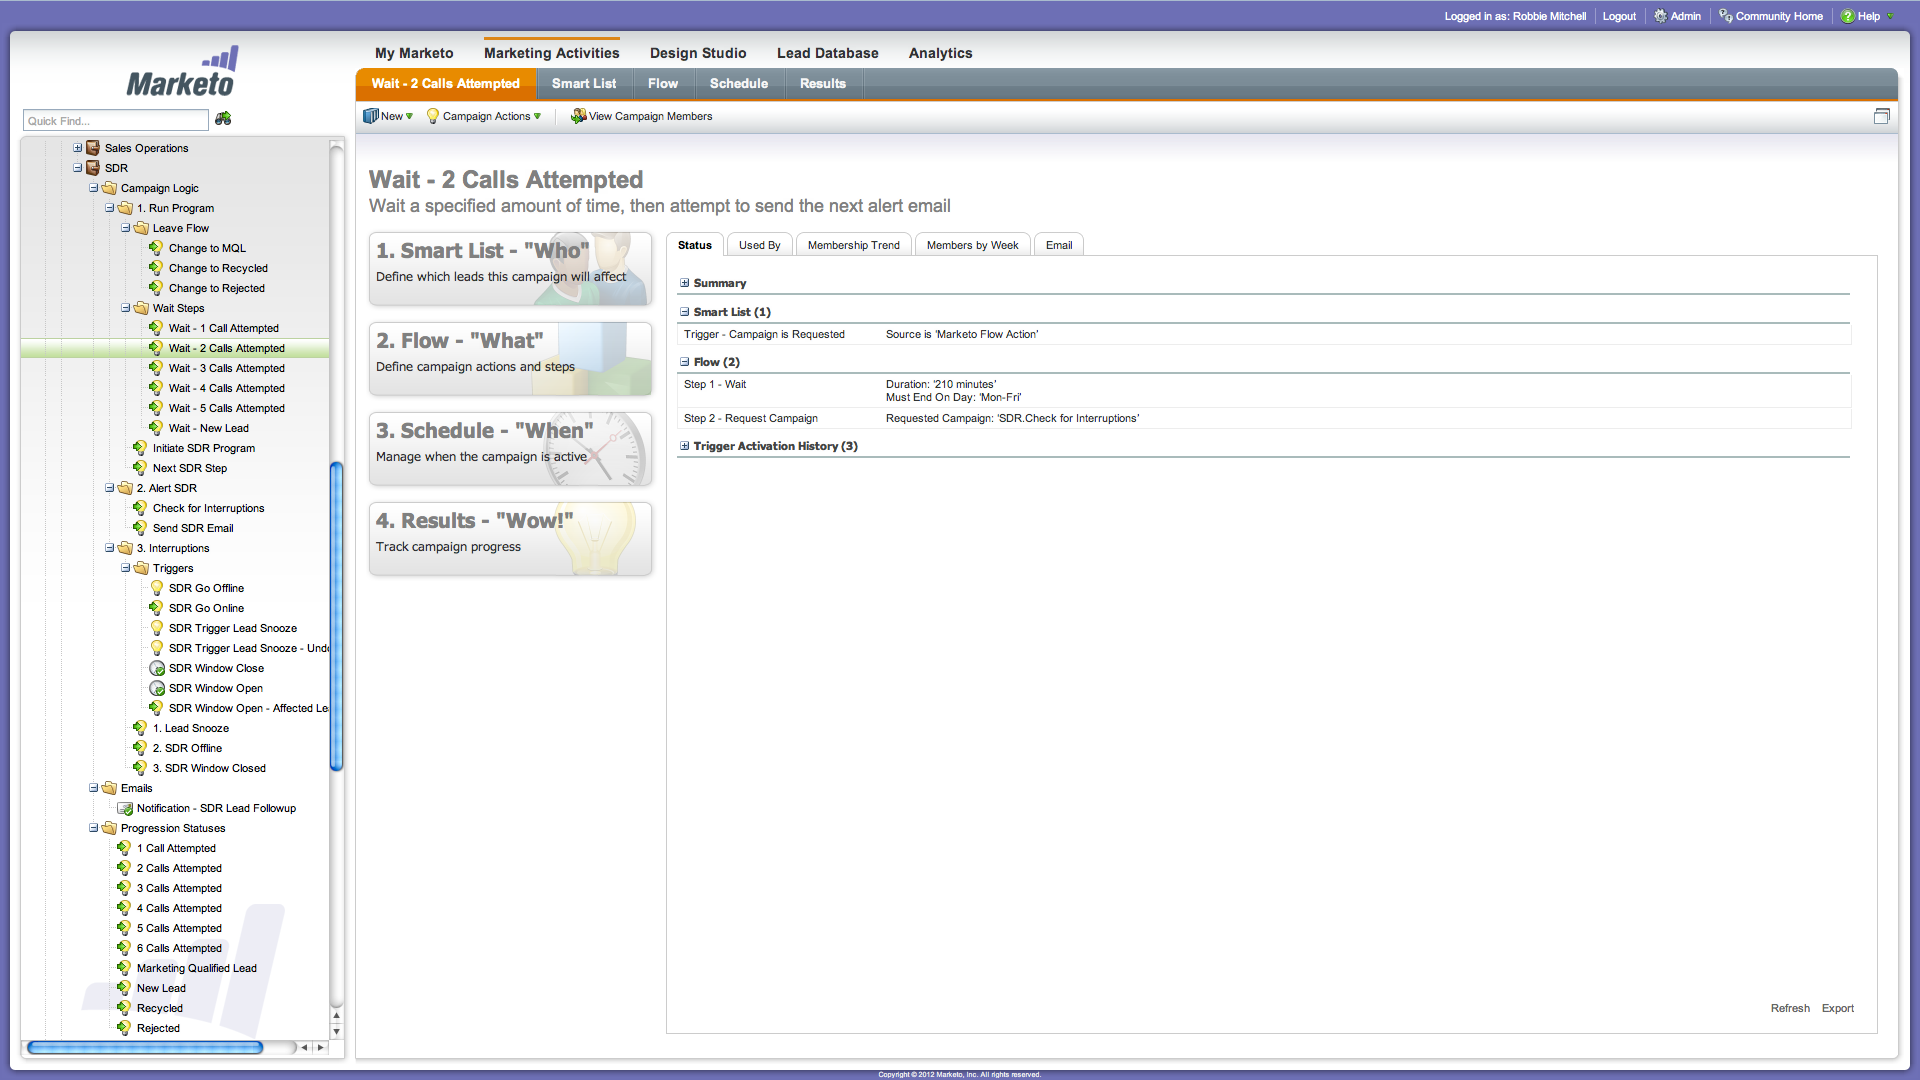 Logged in as: Robbie Mitchell
Logout
Admin
Community Home
Help
Marketo
My Marketo
Marketing Activities
Design Studio
Lead Database
Analytics
Wait - 2 Calls Attempted
Smart List
Flow
Schedule
Results
Quick Find...
New
Campaign Actions
View Campaign Members
Sales Operations
SDR
Campaign Logic
1. Run Program
Leave Flow
Change to MQL
Change to Recycled
Change to Rejected
Wait Steps
Wait - 1 Call Attempted
Wait - 2 Calls Attempted
Wait - 3 Calls Attempted
Wait - 4 Calls Attempted
Wait - 5 Calls Attempted
Wait - New Lead
Initiate SDR Program
Next SDR Step
2. Alert SDR
Check for Interruptions
Send SDR Email
3. Interruptions
Triggers
SDR Go Offline
SDR Go Online
SDR Trigger Lead Snooze
SDR Trigger Lead Snooze - Undo
SDR Window Close
SDR Window Open
SDR Window Open - Affected Le
1. Lead Snooze
2. SDR Offline
3. SDR Window Closed
Emails
Notification - SDR Lead Followup
Progression Statuses
1 Call Attempted
2 Calls Attempted
3 Calls Attempted
4 Calls Attempted
5 Calls Attempted
6 Calls Attempted
Marketing Qualified Lead
New Lead
Recycled
Rejected
Wait - 2 Calls Attempted
Wait a specified amount of time, then attempt to send the next alert email
1. Smart List - "Who"
Define which leads this campaign will affect
2. Flow - "What"
Define campaign actions and steps
3. Schedule - "When"
Manage when the campaign is active
4. Results - "Wow!"
Track campaign progress
Status
Used By
Membership Trend
Members by Week
Email
Summary
Smart List (1)
Trigger - Campaign is Requested
Source is 'Marketo Flow Action'
Flow (2)
Step 1 - Wait
Duration: '210 minutes'
Must End On Day: 'Mon-Fri'
Step 2 - Request Campaign
Requested Campaign: 'SDR.Check for Interruptions'
Trigger Activation History (3)
Refresh
Export
Copyright © 2012 Marketo, Inc. All rights reserved.